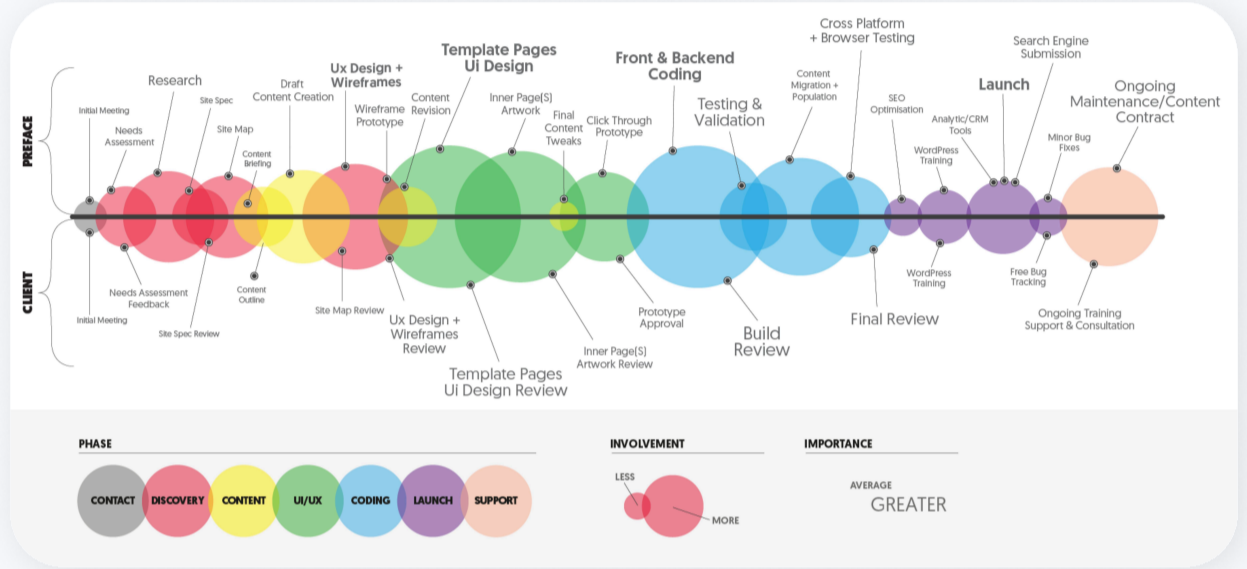 PREFACE
CLIENT
Initial Meeting
Needs
Assessment
Research
Site Spec
Site Map
Content
Briefing
Draft
Content Creation
Ux Design +
Wireframes
Wireframe
Prototype
Content
Revision
Template Pages
Ui Design
Inner Page(S)
Artwork
Final
Content
Tweaks
Click Through
Prototype
Front & Backend
Coding
Testing &
Validation
Content
Migration +
Population
Cross Platform
+ Browser Testing
SEO
Optimisation
WordPress
Training
Analytic/CRM
Tools
Launch
Search Engine
Submission
Minor Bug
Fixes
Ongoing
Maintenance/Content
Contract
Initial Meeting
Needs Assessment
Feedback
Site Spec Review
Content
Outline
Site Map Review
Ux Design +
Wireframes
Review
Template Pages
Ui Design Review
Inner Page(S)
Artwork Review
Prototype
Approval
Build
Review
Final Review
WordPress
Training
Free Bug
Tracking
Ongoing Training
Support & Consultation
PHASE
CONTACT
DISCOVERY
CONTENT
UI/UX
CODING
LAUNCH
SUPPORT
INVOLVEMENT
LESS
MORE
IMPORTANCE
AVERAGE
GREATER